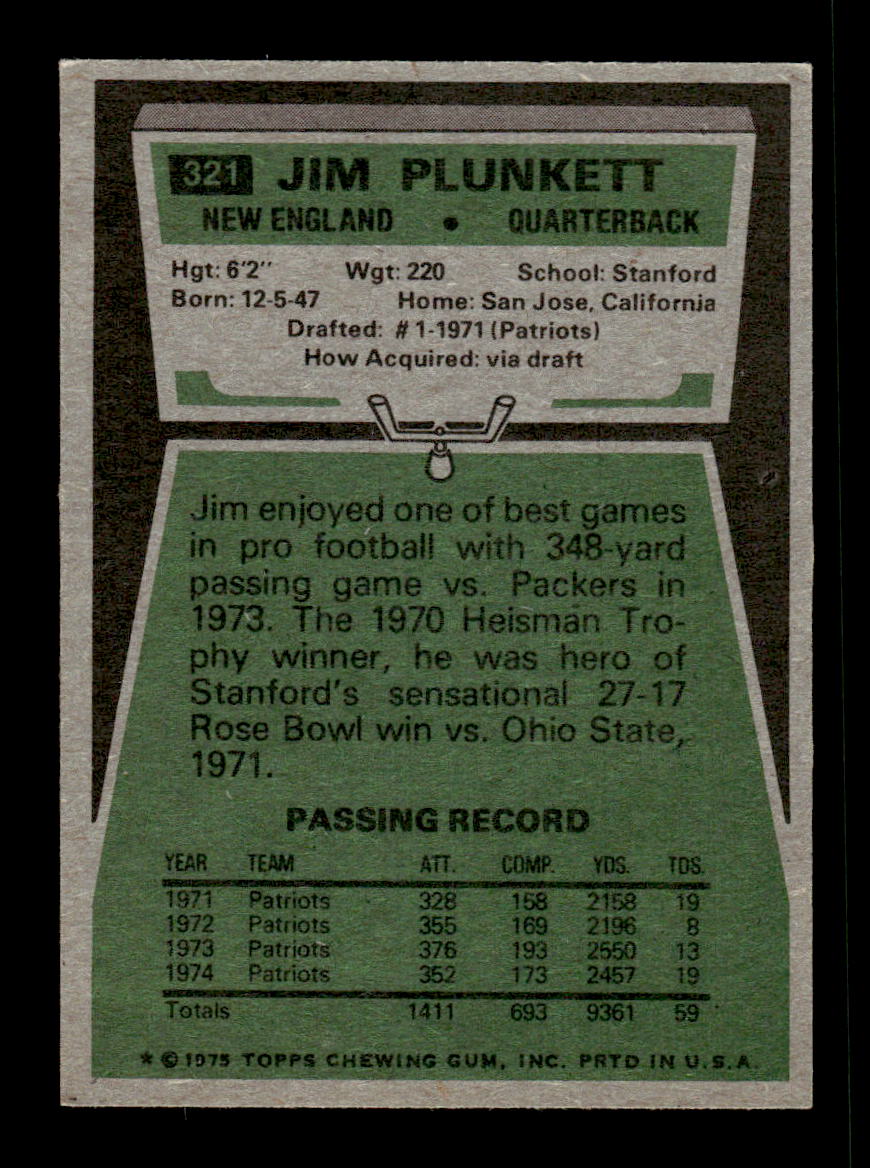 321 JIM PLUNKETT
NEW ENGLAND • QUARTERBACK
Hgt: 6'2" Wgt: 220 School: Stanford
Born: 12-5-47 Home: San Jose, California
Drafted: #1-1971 (Patriots)
How Acquired: via draft
Jim enjoyed one of best games
in pro football with 348-yard
passing game vs. Packers in
1973. The 1970 Heisman Tro-
phy winner, he was hero of
Stanford's sensational 27-17
Rose Bowl win vs. Ohio State,
1971.
PASSING RECORD
YEAR TEAM ATT. COMP. YDS. TDS.
1971 Patriots 328 158 2158 19
1972 Patriots 355 169 2196 8
1973 Patriots 376 193 2550 13
1974 Patriots 352 173 2457 19
Totals 1411 693 9361 59
* © 1975 TOPPS CHEWING GUM, INC. PRTD IN U.S.A.